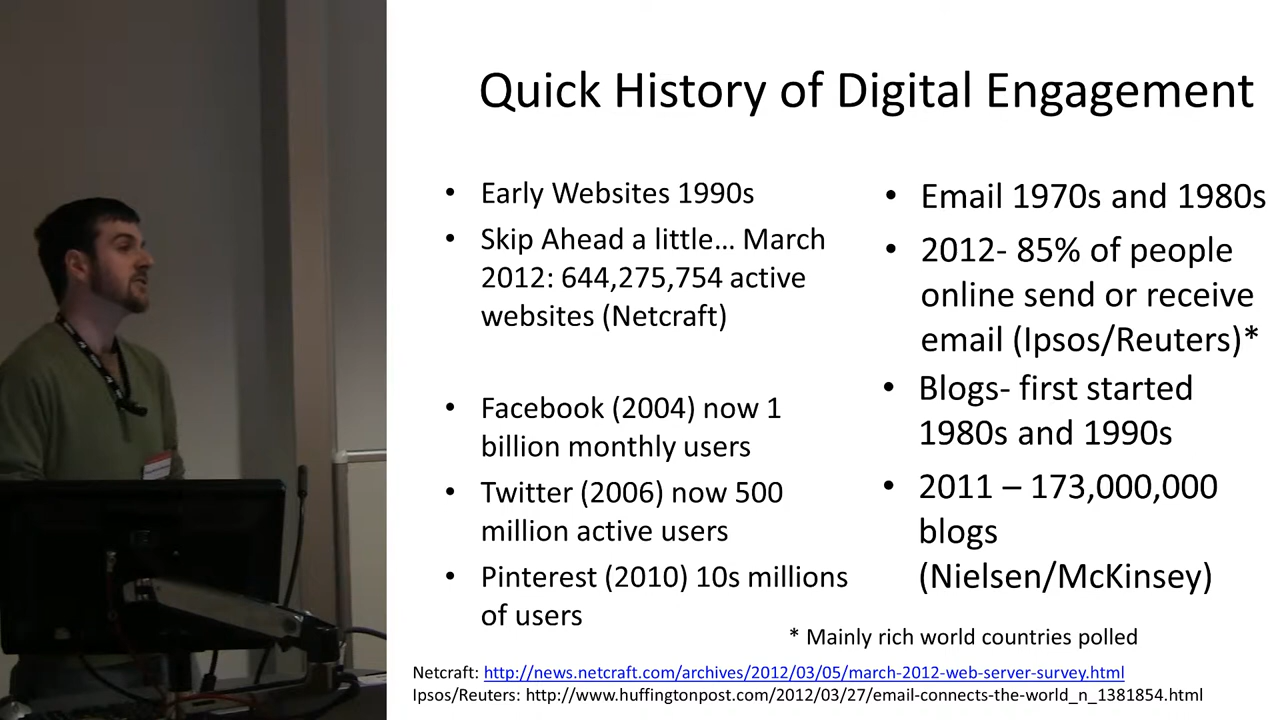 Quick History of Digital Engagement
• Early Websites 1990s
• Skip Ahead a little… March
2012: 644,275,754 active
websites (Netcraft)
• Facebook (2004) now 1
billion monthly users
• Twitter (2006) now 500
million active users
• Pinterest (2010) 10s millions
of users
• Email 1970s and 1980s
• 2012- 85% of people
online send or receive
email (Ipsos/Reuters)*
• Blogs- first started
1980s and 1990s
• 2011 – 173,000,000
blogs
(Nielsen/McKinsey)
* Mainly rich world countries polled
Netcraft: http://news.netcraft.com/archives/2012/03/05/march-2012-web-server-survey.html
Ipsos/Reuters: http://www.huffingtonpost.com/2012/03/27/email-connects-the-world_n_1381854.html